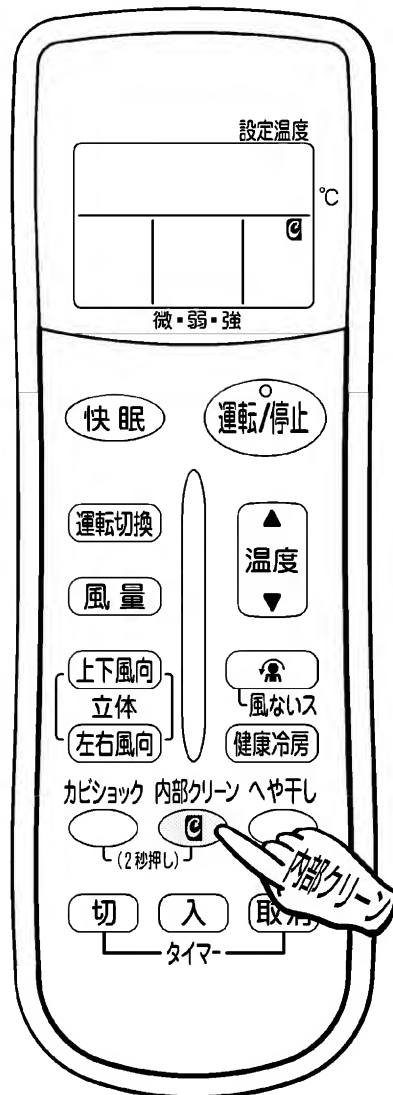 設定温度
℃
微・弱・強
快眠
運転/停止
運転切換
▲
温度
▼
風量
上下風向
立体
左右風向
風ないス
健康冷房
カビショック 内部クリーン へや干し
(2秒押し)
内部クリーン
切 入 取消
タイマー